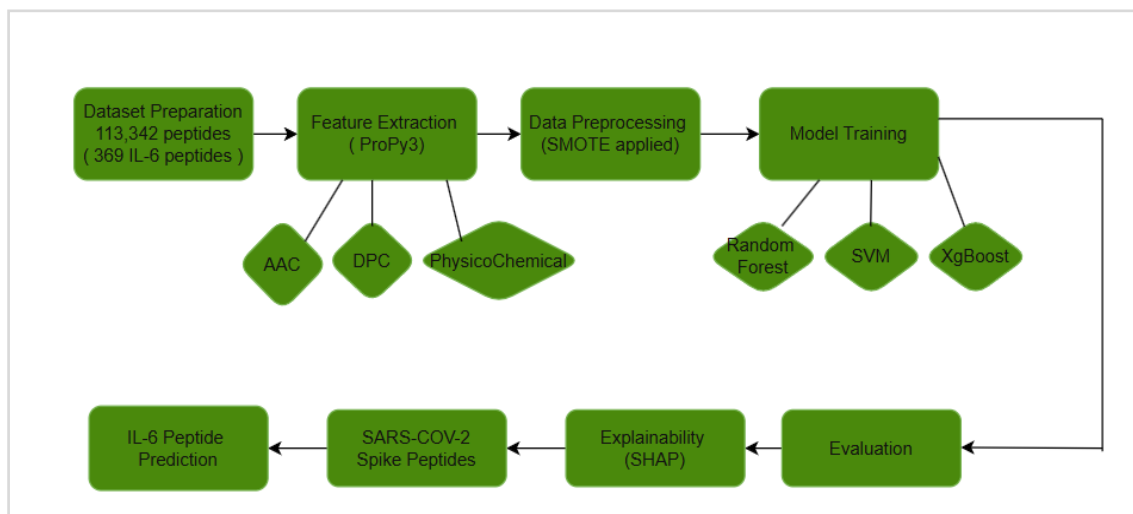 Dataset Preparation
113,342 peptides
( 369 IL-6 peptides )
Feature Extraction
( ProPy3)
Data Preprocessing
(SMOTE applied)
Model Training
AAC
DPC
PhysicoChemical
Random
Forest
SVM
XgBoost
IL-6 Peptide
Prediction
SARS-COV-2
Spike Peptides
Explainability
(SHAP)
Evaluation